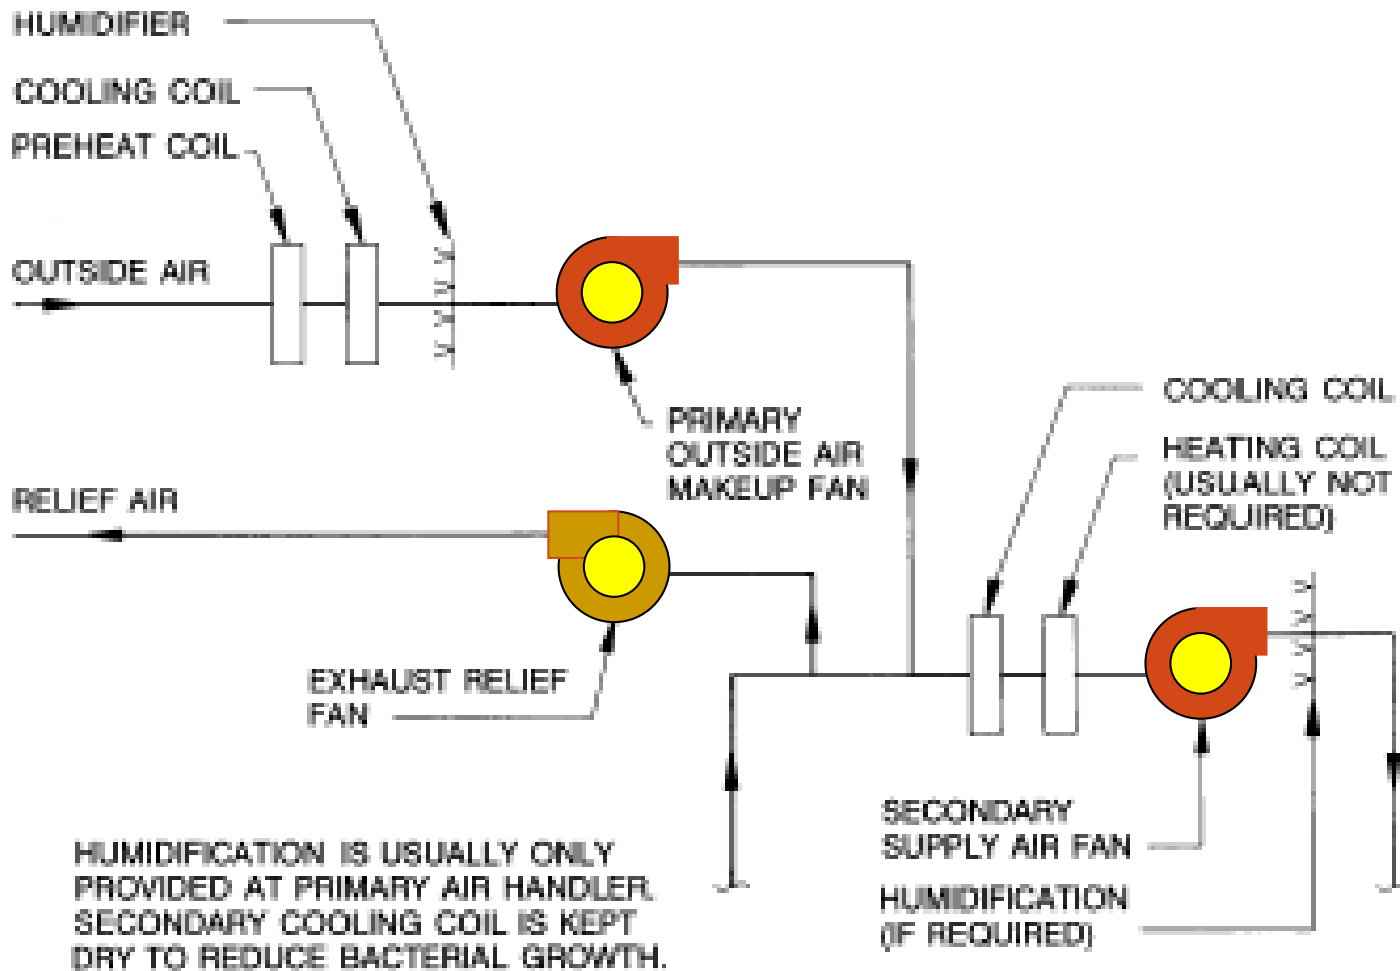 HUMIDIFIER
COOLING COIL
PREHEAT COIL
OUTSIDE AIR
PRIMARY
OUTSIDE AIR
MAKEUP FAN
COOLING COIL
HEATING COIL
(USUALLY NOT
REQUIRED)
RELIEF AIR
EXHAUST RELIEF
FAN
SECONDARY
SUPPLY AIR FAN
HUMIDIFICATION
(IF REQUIRED)
HUMIDIFICATION IS USUALLY ONLY
PROVIDED AT PRIMARY AIR HANDLER.
SECONDARY COOLING COIL IS KEPT
DRY TO REDUCE BACTERIAL GROWTH.